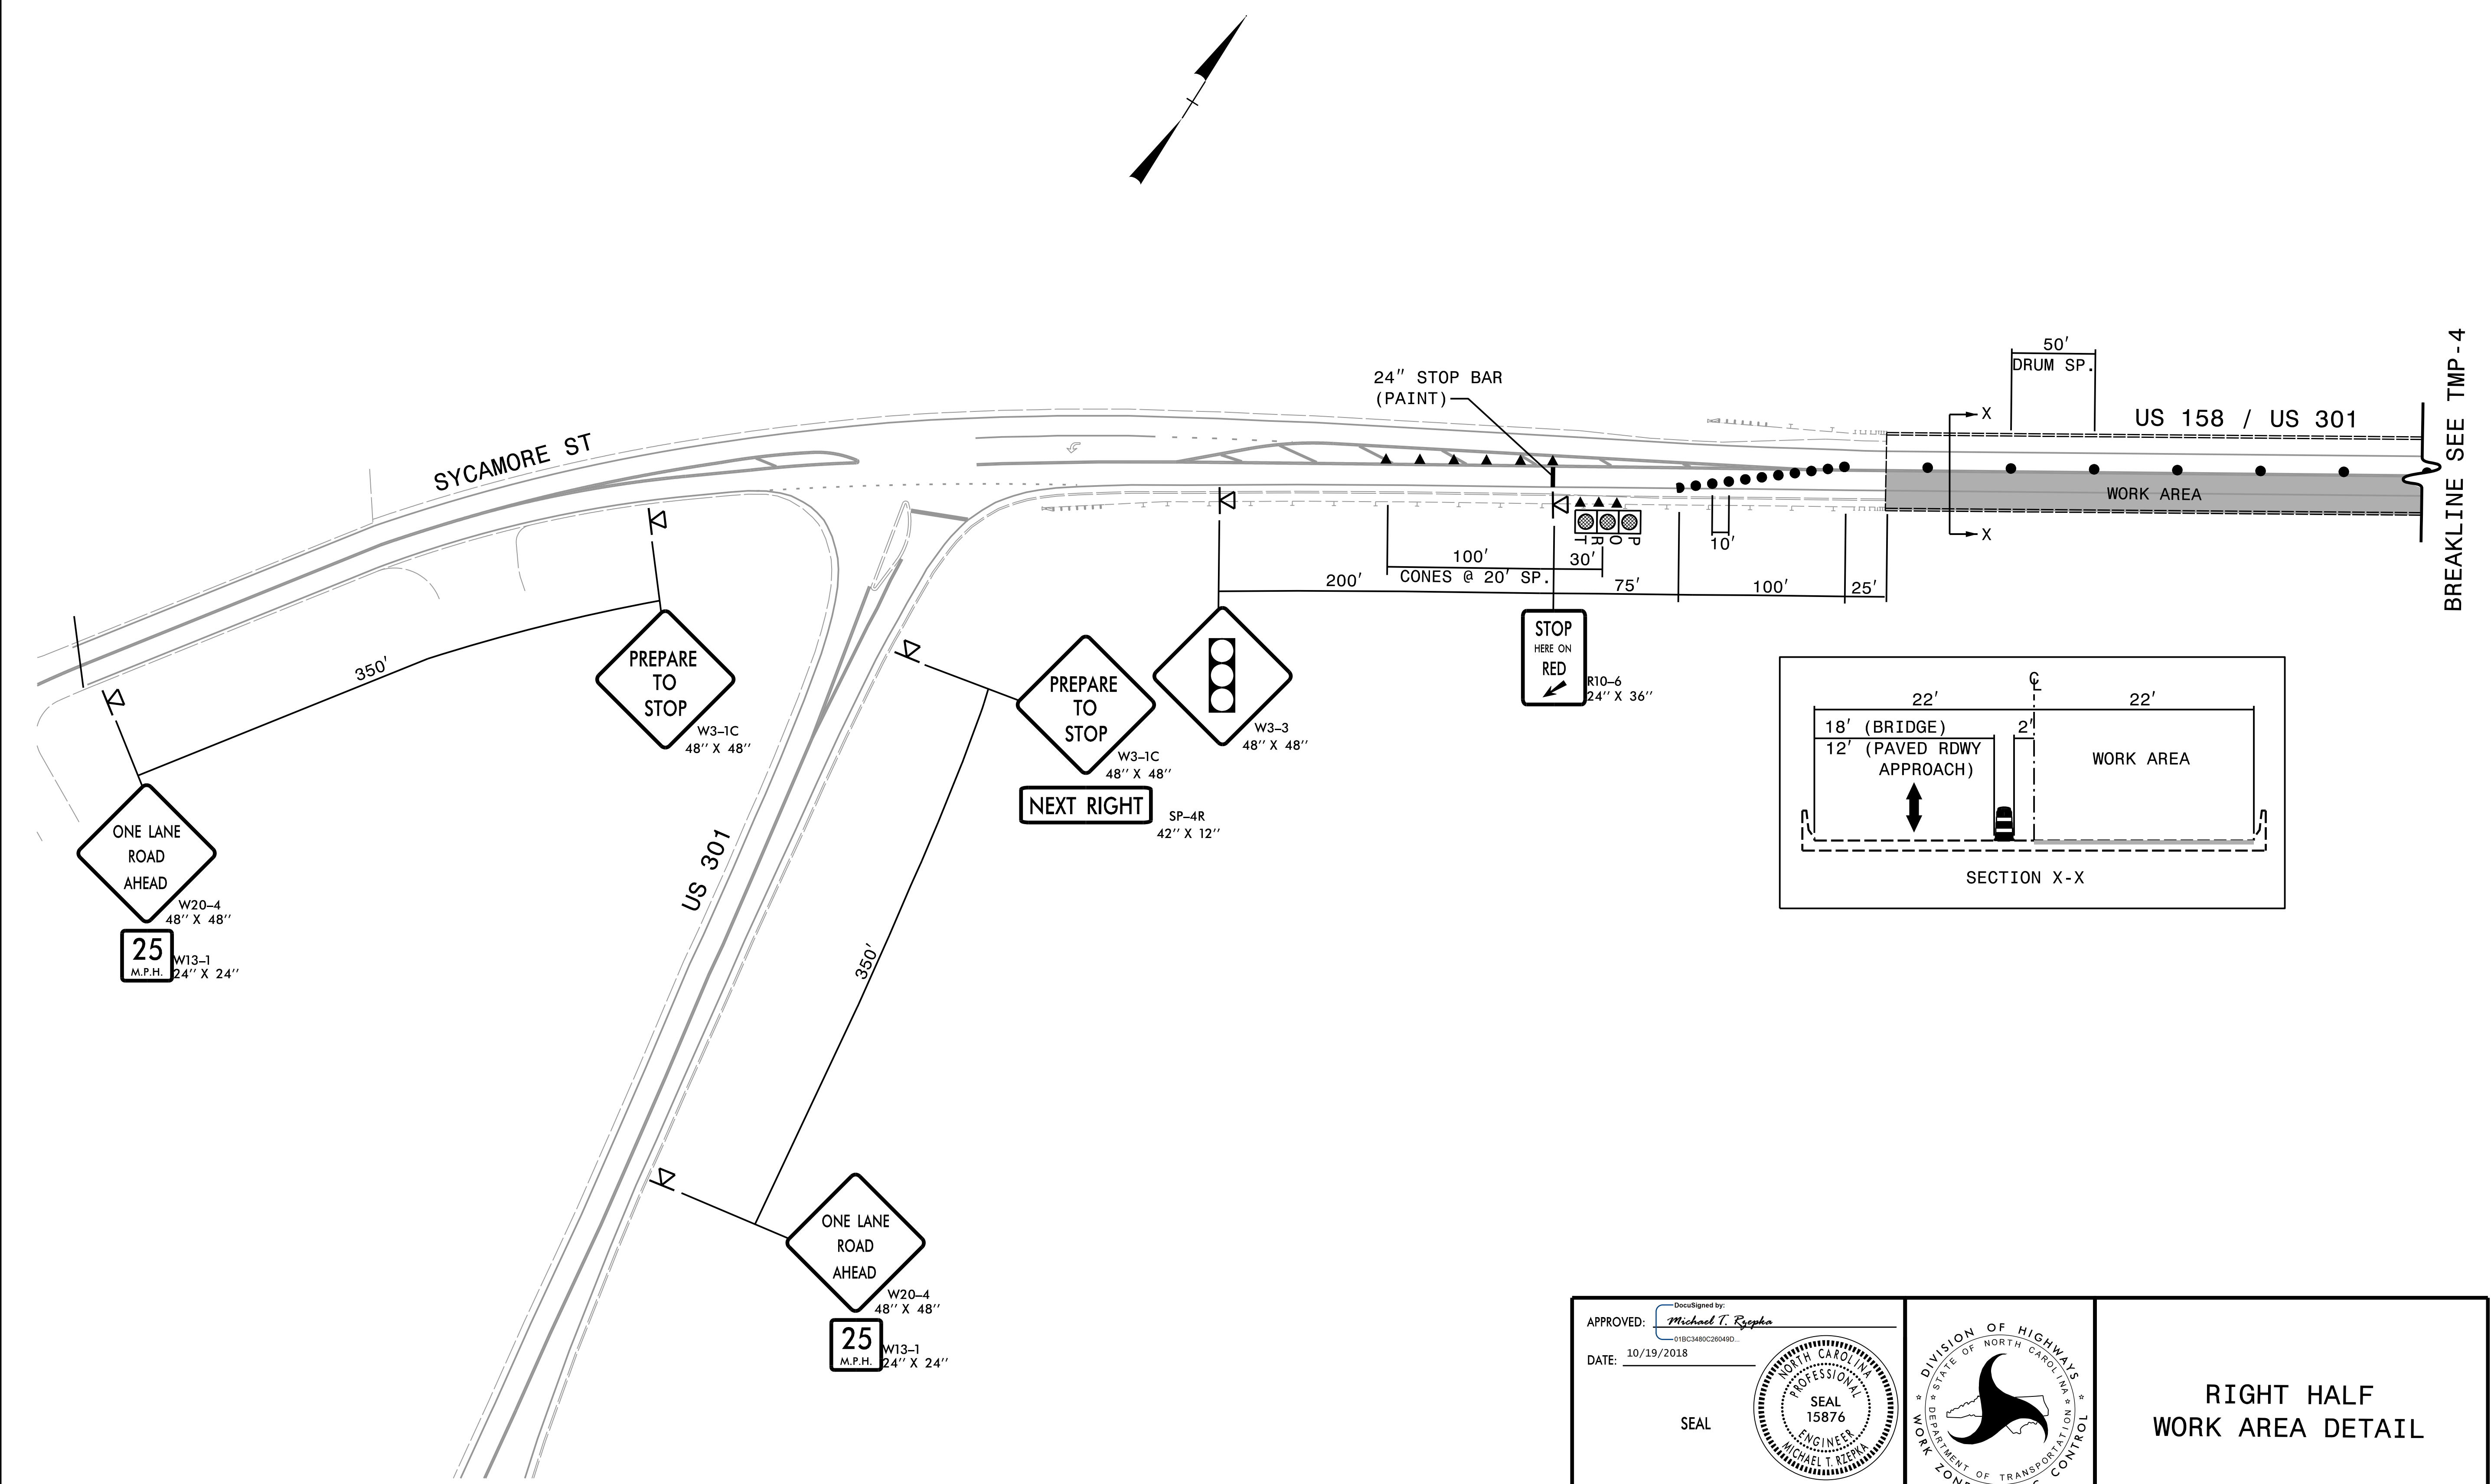 SYCAMORE ST
24" STOP BAR
(PAINT)
50'
DRUM SP.
US 158 / US 301
BREAKLINE SEE TMP-4
X
X
WORK AREA
T R O P
10'
100'
30'
CONES @ 20' SP.
200'
75'
100'
25'
350'
PREPARE
TO
STOP
W3-1C
48" X 48"
PREPARE
TO
STOP
W3-1C
48" X 48"
NEXT RIGHT
SP-4R
42" X 12"
W3-3
48" X 48"
STOP
HERE ON
RED
R10-6
24" X 36"
ONE LANE
ROAD
AHEAD
W20-4
48" X 48"
25
M.P.H.
W13-1
24" X 24"
US 301
350'
ONE LANE
ROAD
AHEAD
W20-4
48" X 48"
25
M.P.H.
W13-1
24" X 24"
CL
22'
22'
18' (BRIDGE)
2'
12' (PAVED RDWY
APPROACH)
WORK AREA
SECTION X-X
APPROVED:
DocuSigned by:
Michael T. Rzepka
01BC3480C26049D...
DATE:
10/19/2018
SEAL
NORTH CAROLINA
PROFESSIONAL
SEAL
15876
ENGINEER
MICHAEL T. RZEPKA
DIVISION OF HIGHWAYS
STATE OF NORTH CAROLINA
DEPARTMENT OF TRANSPORTATION
WORK ZONE
CONTROL
RIGHT HALF
WORK AREA DETAIL